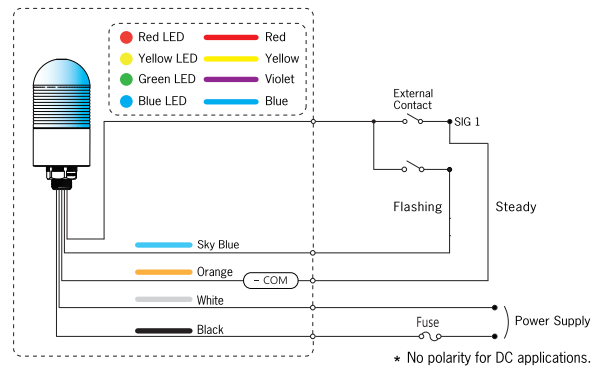 Red LED Red
Yellow LED Yellow
Green LED Violet
Blue LED Blue
External
Contact
SIG 1
Flashing
Steady
Sky Blue
Orange
- COM
White
Black
Fuse
Power Supply
* No polarity for DC applications.